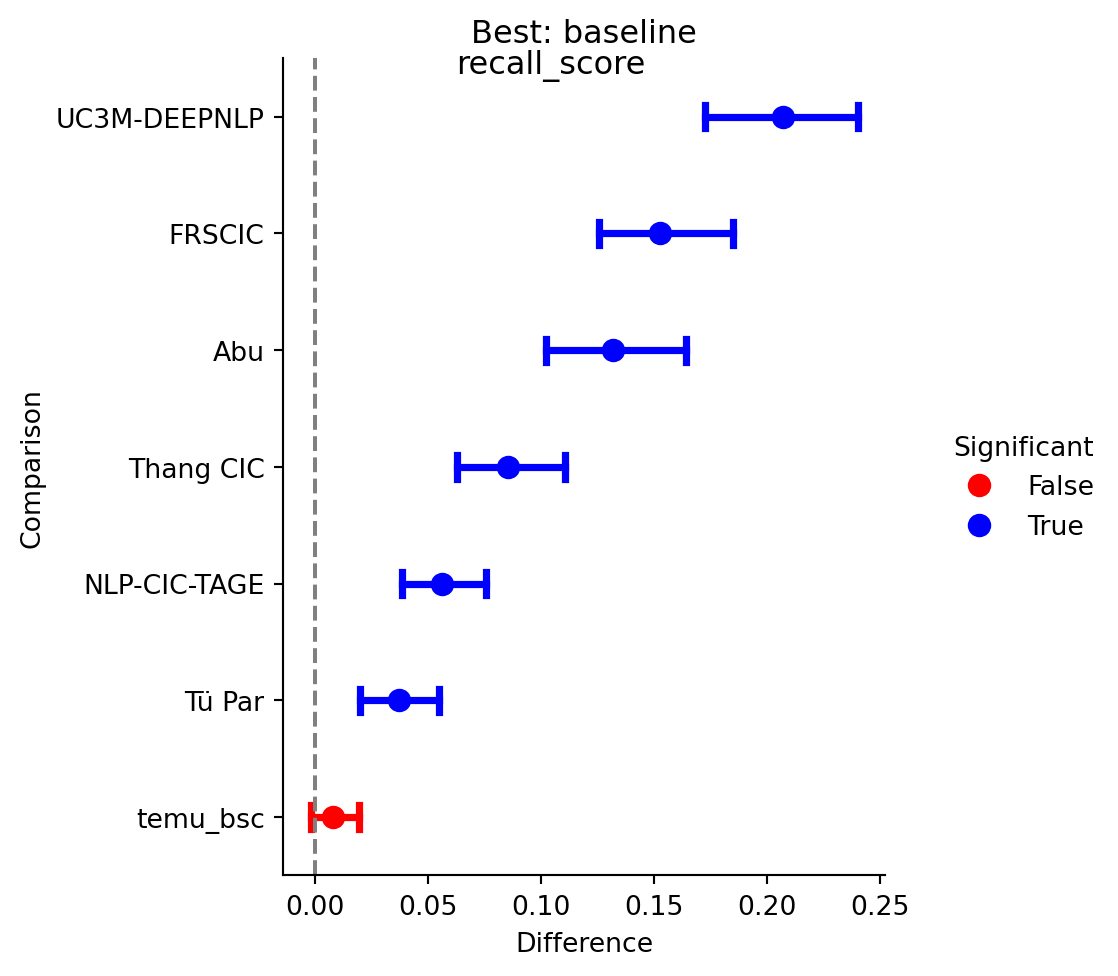 Best: baseline
recall_score
UC3M-DEEPNLP
FRSCIC
Abu
Thang CIC
NLP-CIC-TAGE
Tü Par
temu_bsc
Comparison
0.00 0.05 0.10 0.15 0.20 0.25
Difference
Significant
False
True